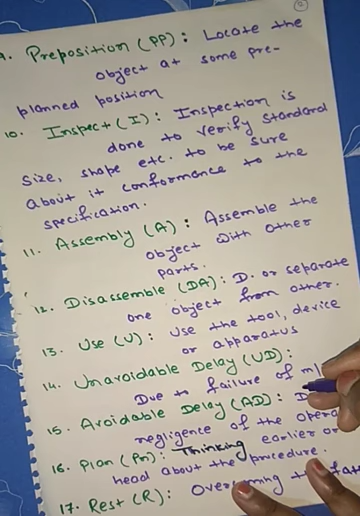 9. Preposition (PP): Locate the
object at some pre-
planned position
10. Inspect (I): Inspection is
done to verify standard
size, shape etc. to be sure
about it conformance to the
specification.
11. Assembly (A): Assemble the
object with other
parts.
12. Disassemble (DA): D. or separate
one object from other.
13. Use (U): Use the tool, device
or apparatus
14. Unavoidable Delay (UD):
Due to failure of m/
15. Avoidable Delay (AD): D
negligence of the opera
16. Plan (Pn): Thinking earlier or
head about the procedure.
17. Rest (R): Overcoming fat